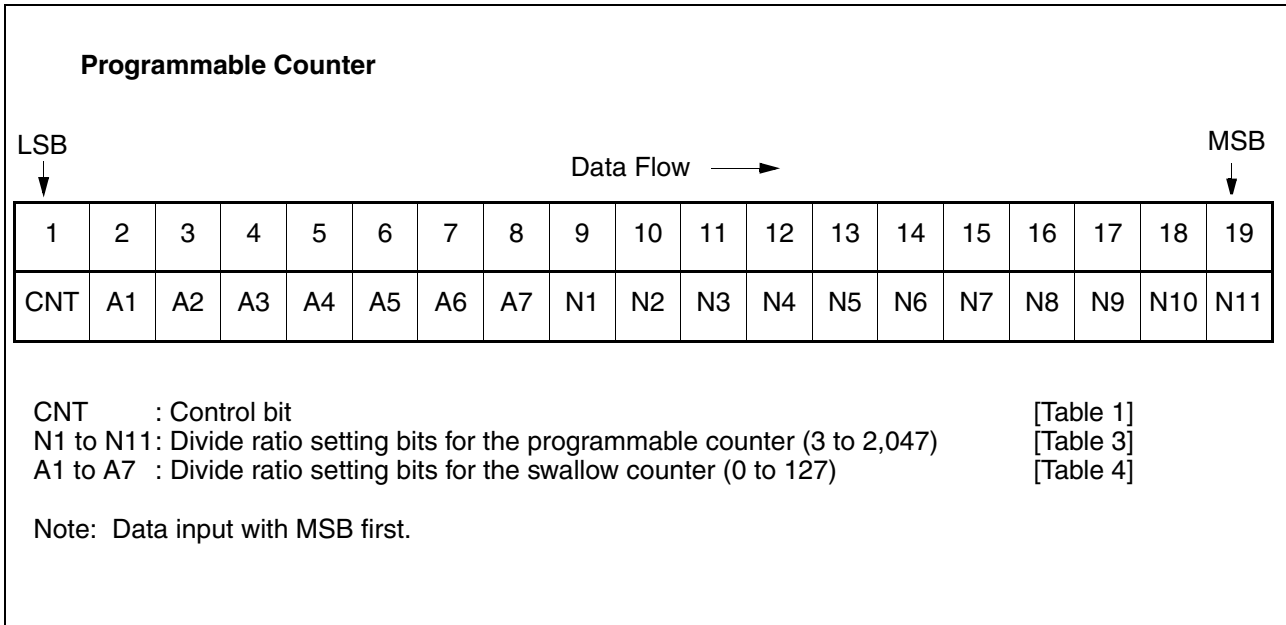 Programmable Counter
LSB
MSB
Data Flow
1 2 3 4 5 6 7 8 9 10 11 12 13 14 15 16 17 18 19
CNT A1 A2 A3 A4 A5 A6 A7 N1 N2 N3 N4 N5 N6 N7 N8 N9 N10 N11
CNT : Control bit [Table 1]
N1 to N11: Divide ratio setting bits for the programmable counter (3 to 2,047) [Table 3]
A1 to A7 : Divide ratio setting bits for the swallow counter (0 to 127) [Table 4]
Note: Data input with MSB first.